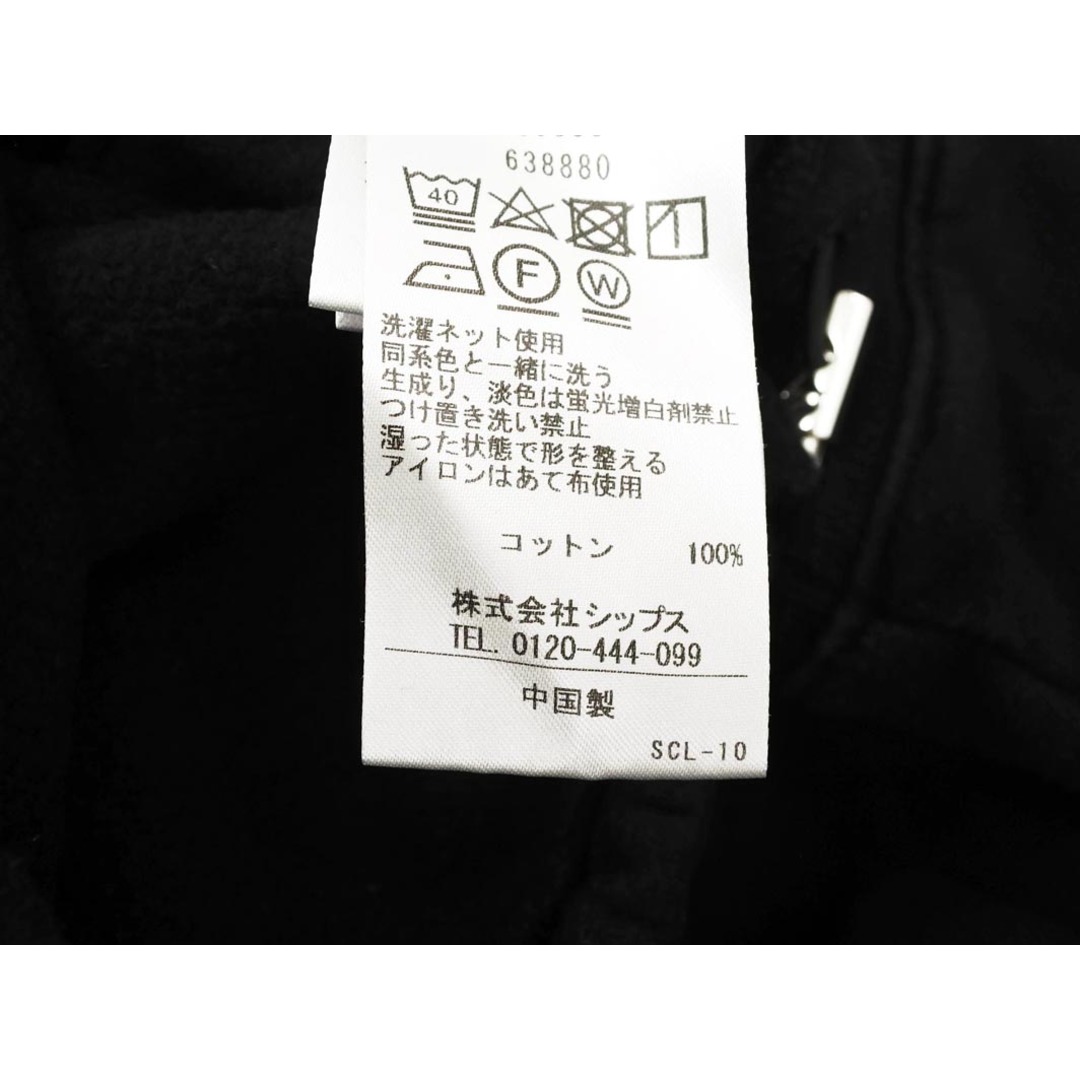 638880
40
F
W
洗濯ネット使用
同系色と一緒に洗う
生成り、淡色は蛍光増白剤禁止
つけ置き洗い禁止
湿った状態で形を整える
アイロンはあて布使用
コットン 100%
株式会社シップス
TEL. 0120-444-099
中国製
SCL-10